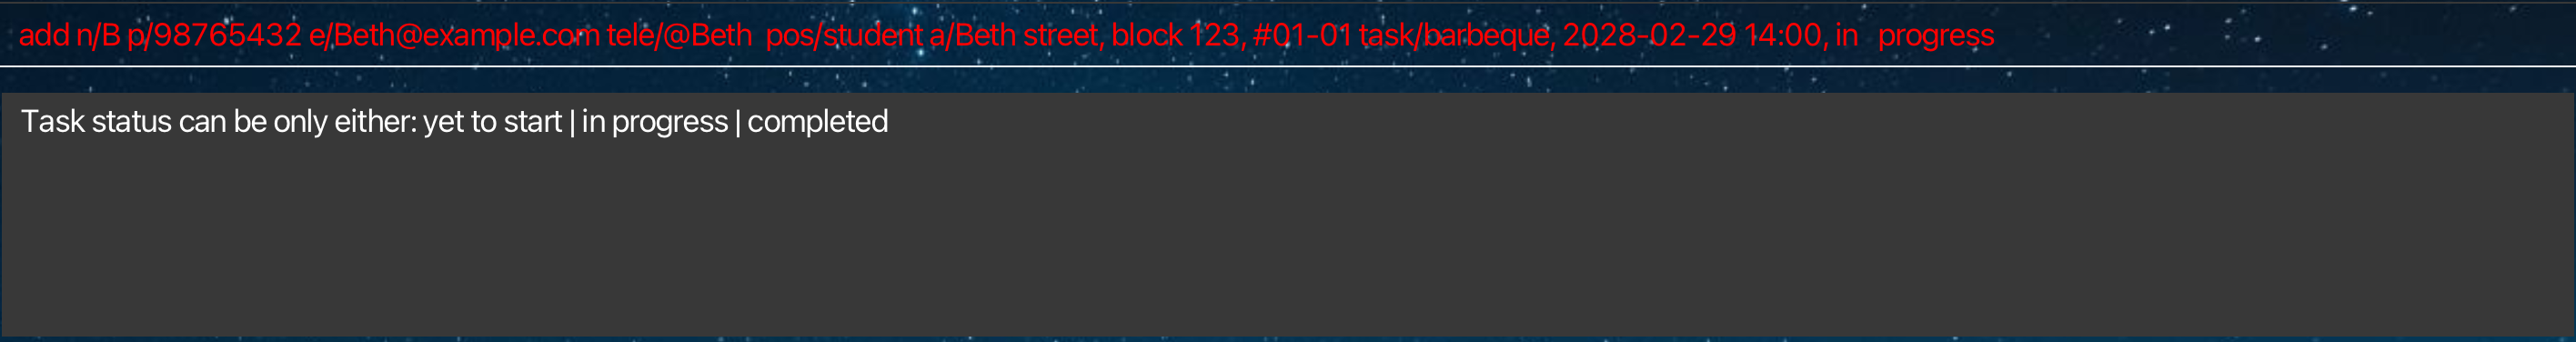 add n/B p/98765432 e/Beth@example.com tele/@Beth  pos/student a/Beth street, block 123, #01-01 task/barbeque, 2028-02-29 14:00, in   progress
Task status can be only either: yet to start | in progress | completed